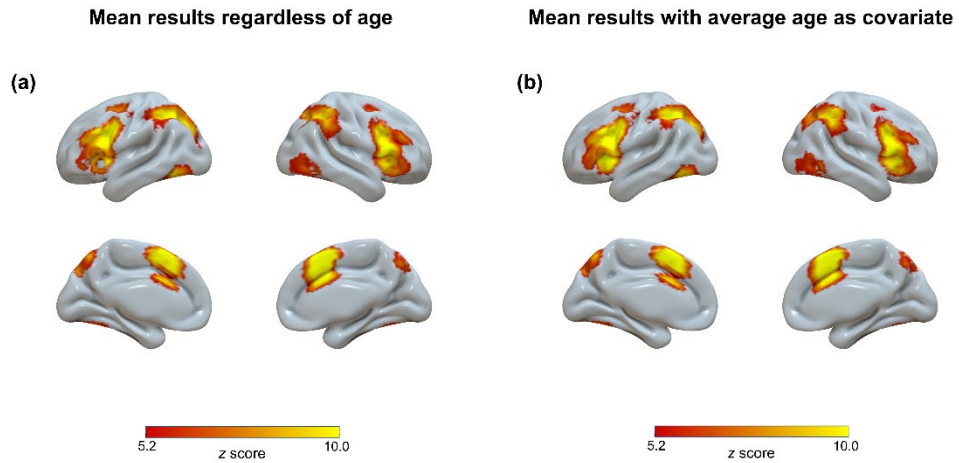 Mean results regardless of age
Mean results with average age as covariate
(a)
(b)
5.2
10.0
z score
5.2
10.0
z score